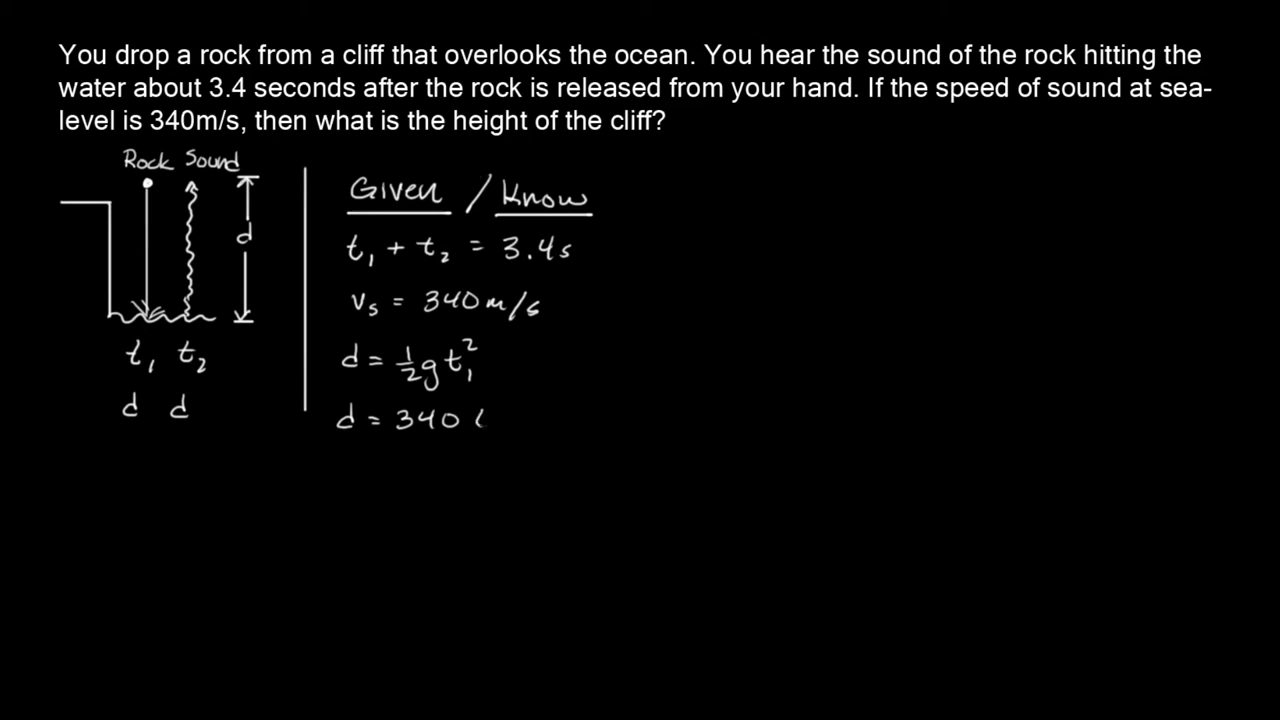 You drop a rock from a cliff that overlooks the ocean. You hear the sound of the rock hitting the
water about 3.4 seconds after the rock is released from your hand. If the speed of sound at sea-
level is 340m/s, then what is the height of the cliff?
Rock Sound
d
t₁ t₂
d d
Given / Know
t₁ + t₂ = 3.4s
vₛ = 340m/s
d = ½gt₁²
d = 340 (